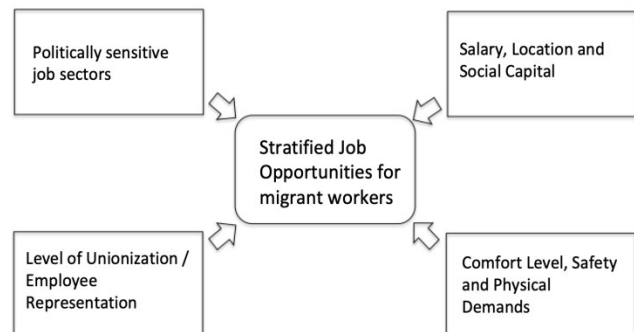 Politically sensitive
job sectors
Salary, Location and
Social Capital
Stratified Job
Opportunities for
migrant workers
Level of Unionization /
Employee
Representation
Comfort Level, Safety
and Physical
Demands